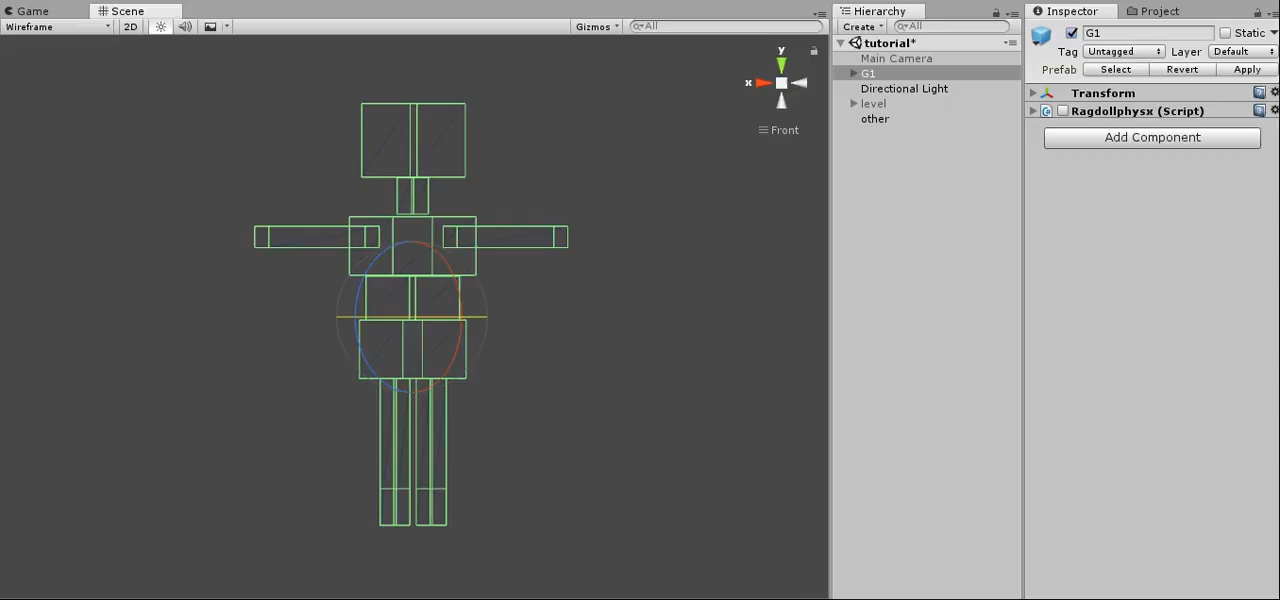 Game
Scene
Hierarchy
Inspector
Project
Wireframe
2D
Gizmos
All
Create
All
G1
Static
tutorial*
Tag Untagged Layer Default
Main Camera
G1
Prefab Select Revert Apply
Directional Light
Transform
level
Ragdollphysx (Script)
other
Add Component
y
x
Front